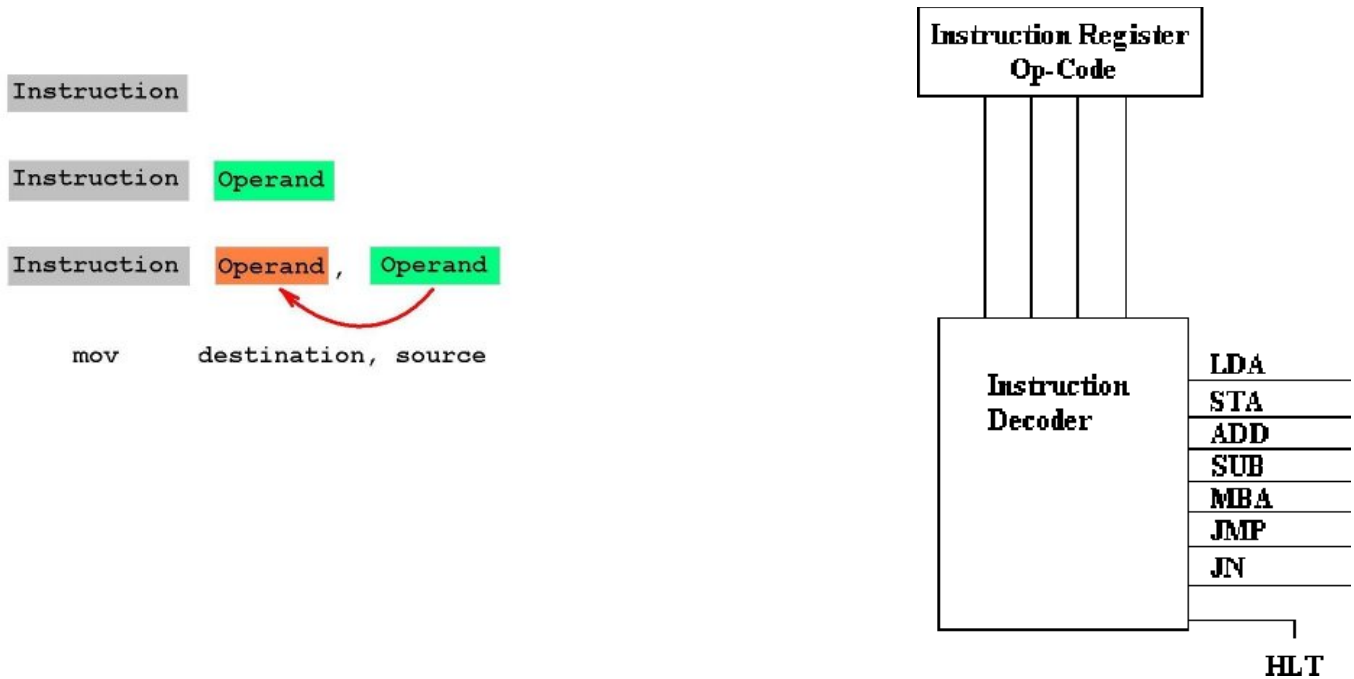 Instruction
Instruction Operand
Instruction Operand , Operand
mov destination, source
Instruction Register
Op-Code
Instruction
Decoder
LDA
STA
ADD
SUB
MBA
JMP
JN
HLT